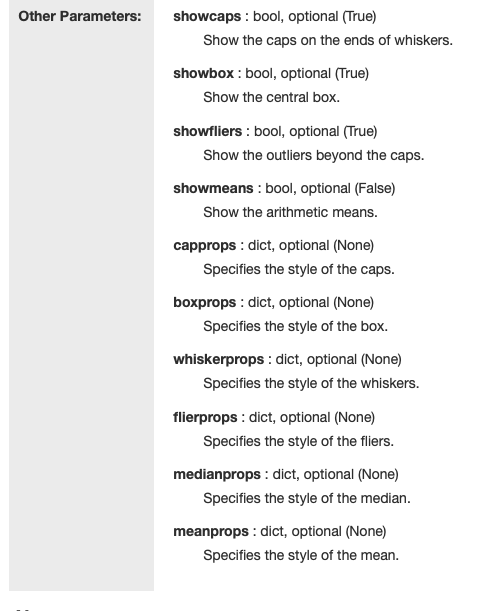 Other Parameters:
showcaps : bool, optional (True)
Show the caps on the ends of whiskers.
showbox : bool, optional (True)
Show the central box.
showfliers : bool, optional (True)
Show the outliers beyond the caps.
showmeans : bool, optional (False)
Show the arithmetic means.
capprops : dict, optional (None)
Specifies the style of the caps.
boxprops : dict, optional (None)
Specifies the style of the box.
whiskerprops : dict, optional (None)
Specifies the style of the whiskers.
flierprops : dict, optional (None)
Specifies the style of the fliers.
medianprops : dict, optional (None)
Specifies the style of the median.
meanprops : dict, optional (None)
Specifies the style of the mean.